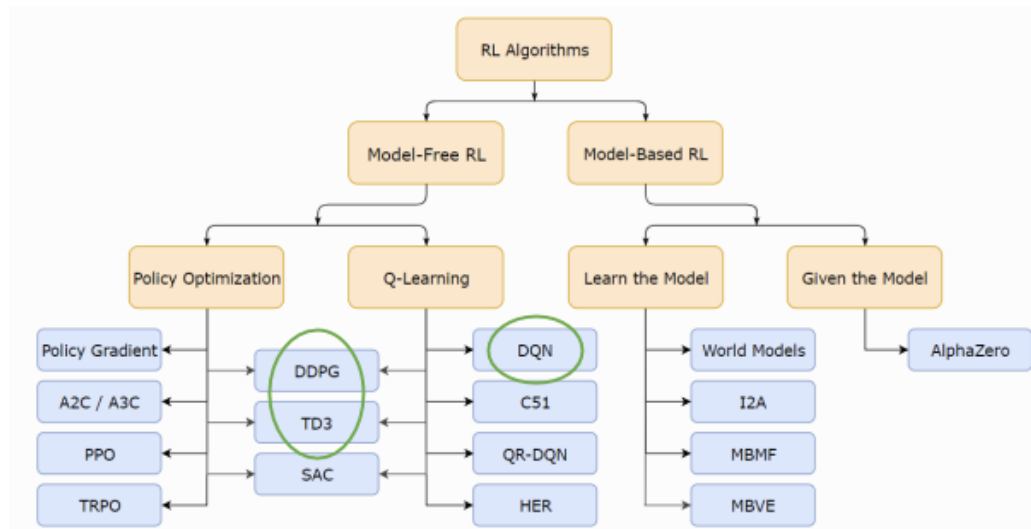 RL Algorithms
Model-Free RL
Model-Based RL
Policy Optimization
Q-Learning
Learn the Model
Given the Model
Policy Gradient
DDPG
DQN
World Models
AlphaZero
A2C / A3C
TD3
C51
I2A
PPO
SAC
QR-DQN
MBMF
TRPO
HER
MBVE